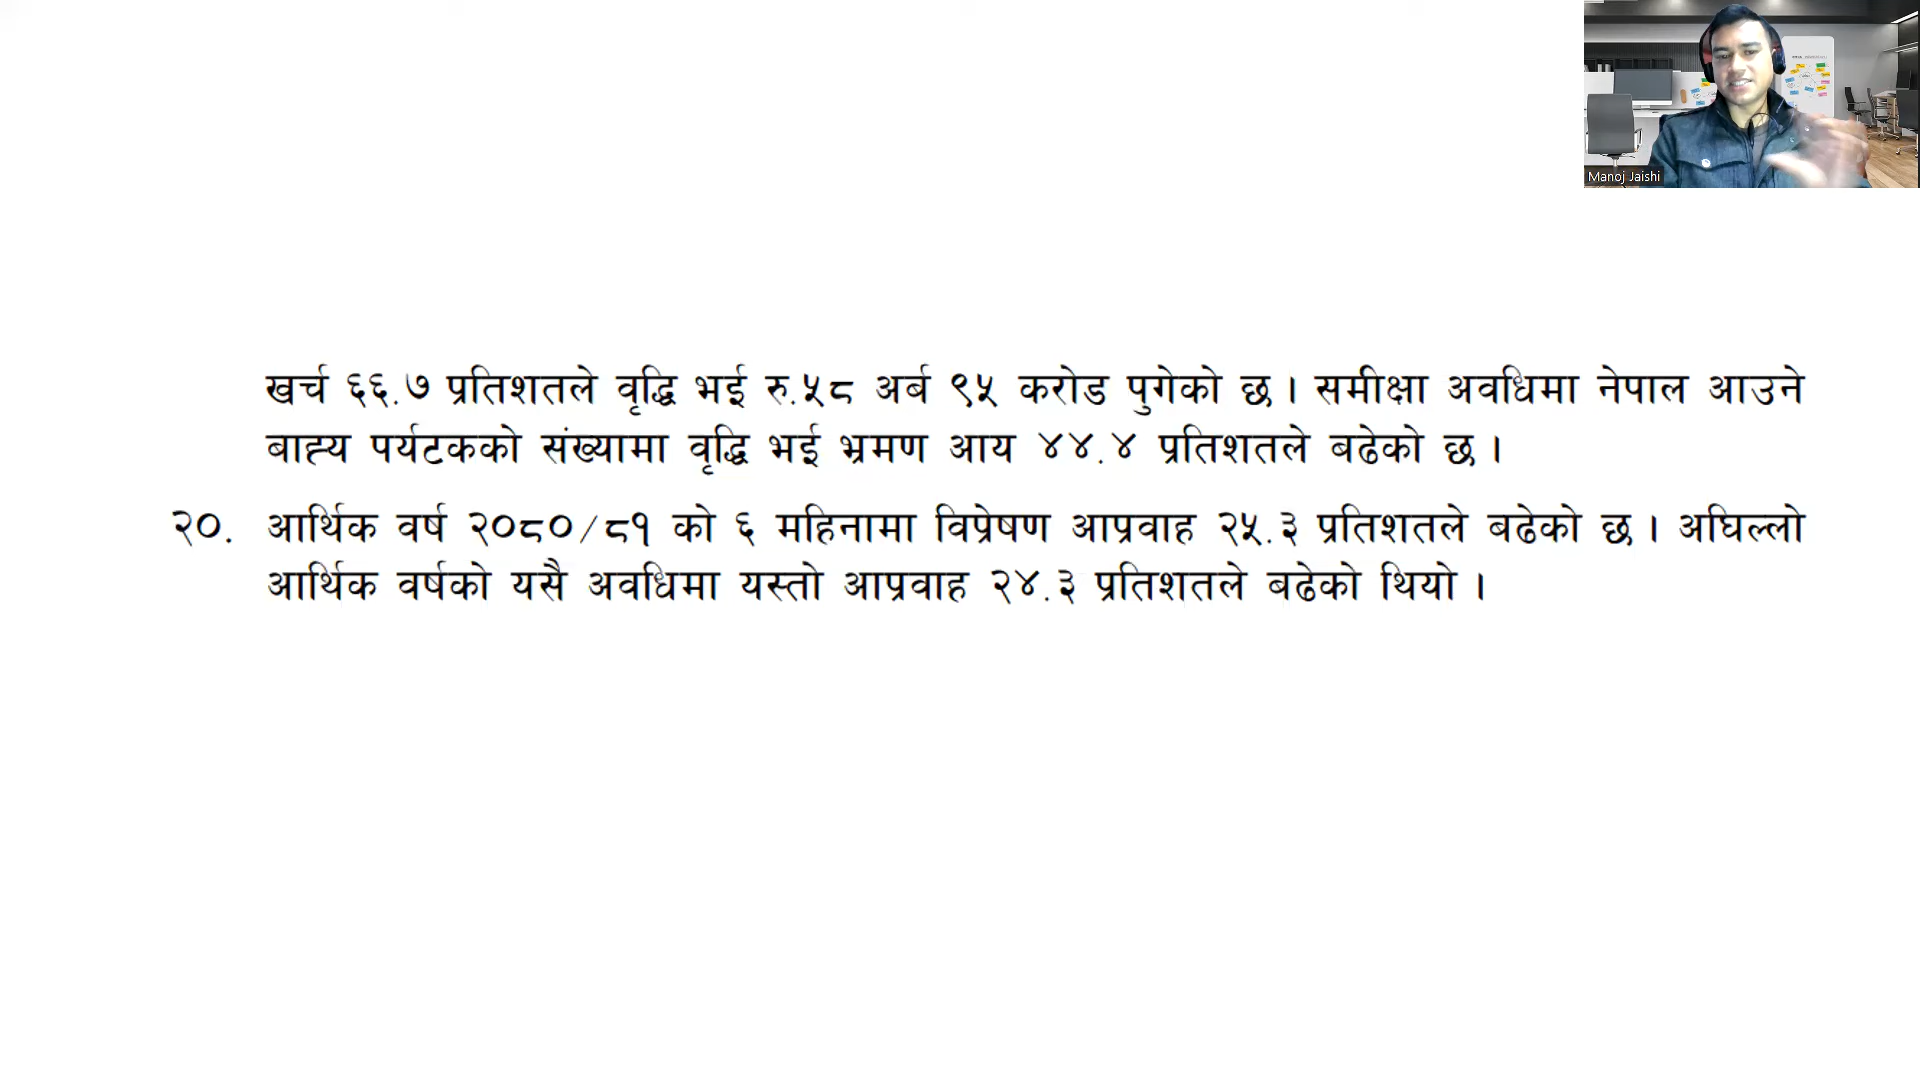 Manoj Jaishi
खर्च ६६.७ प्रतिशतले वृद्धि भई रु.५८ अर्ब ९५ करोड पुगेको छ । समीक्षा अवधिमा नेपाल आउने
बाह्य पर्यटकको संख्यामा वृद्धि भई भ्रमण आय ४४.४ प्रतिशतले बढेको छ ।
२०. आर्थिक वर्ष २०८०/८१ को ६ महिनामा विप्रेषण आप्रवाह २५.३ प्रतिशतले बढेको छ । अघिल्लो
आर्थिक वर्षको यसै अवधिमा यस्तो आप्रवाह २४.३ प्रतिशतले बढेको थियो ।